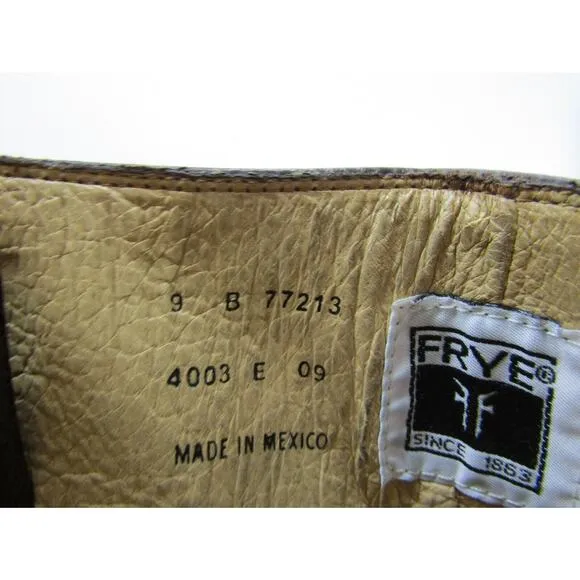 9 B 77213
4003 E 09
MADE IN MEXICO
FRYE®
SINCE 1863